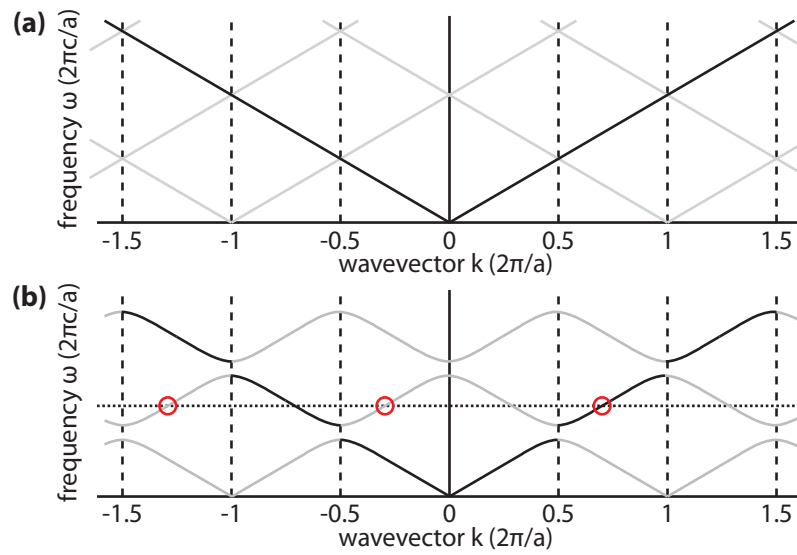 (a)
frequency ω (2πc/a)
-1.5 -1 -0.5 0 0.5 1 1.5
wavevector k (2π/a)
(b)
frequency ω (2πc/a)
-1.5 -1 -0.5 0 0.5 1 1.5
wavevector k (2π/a)